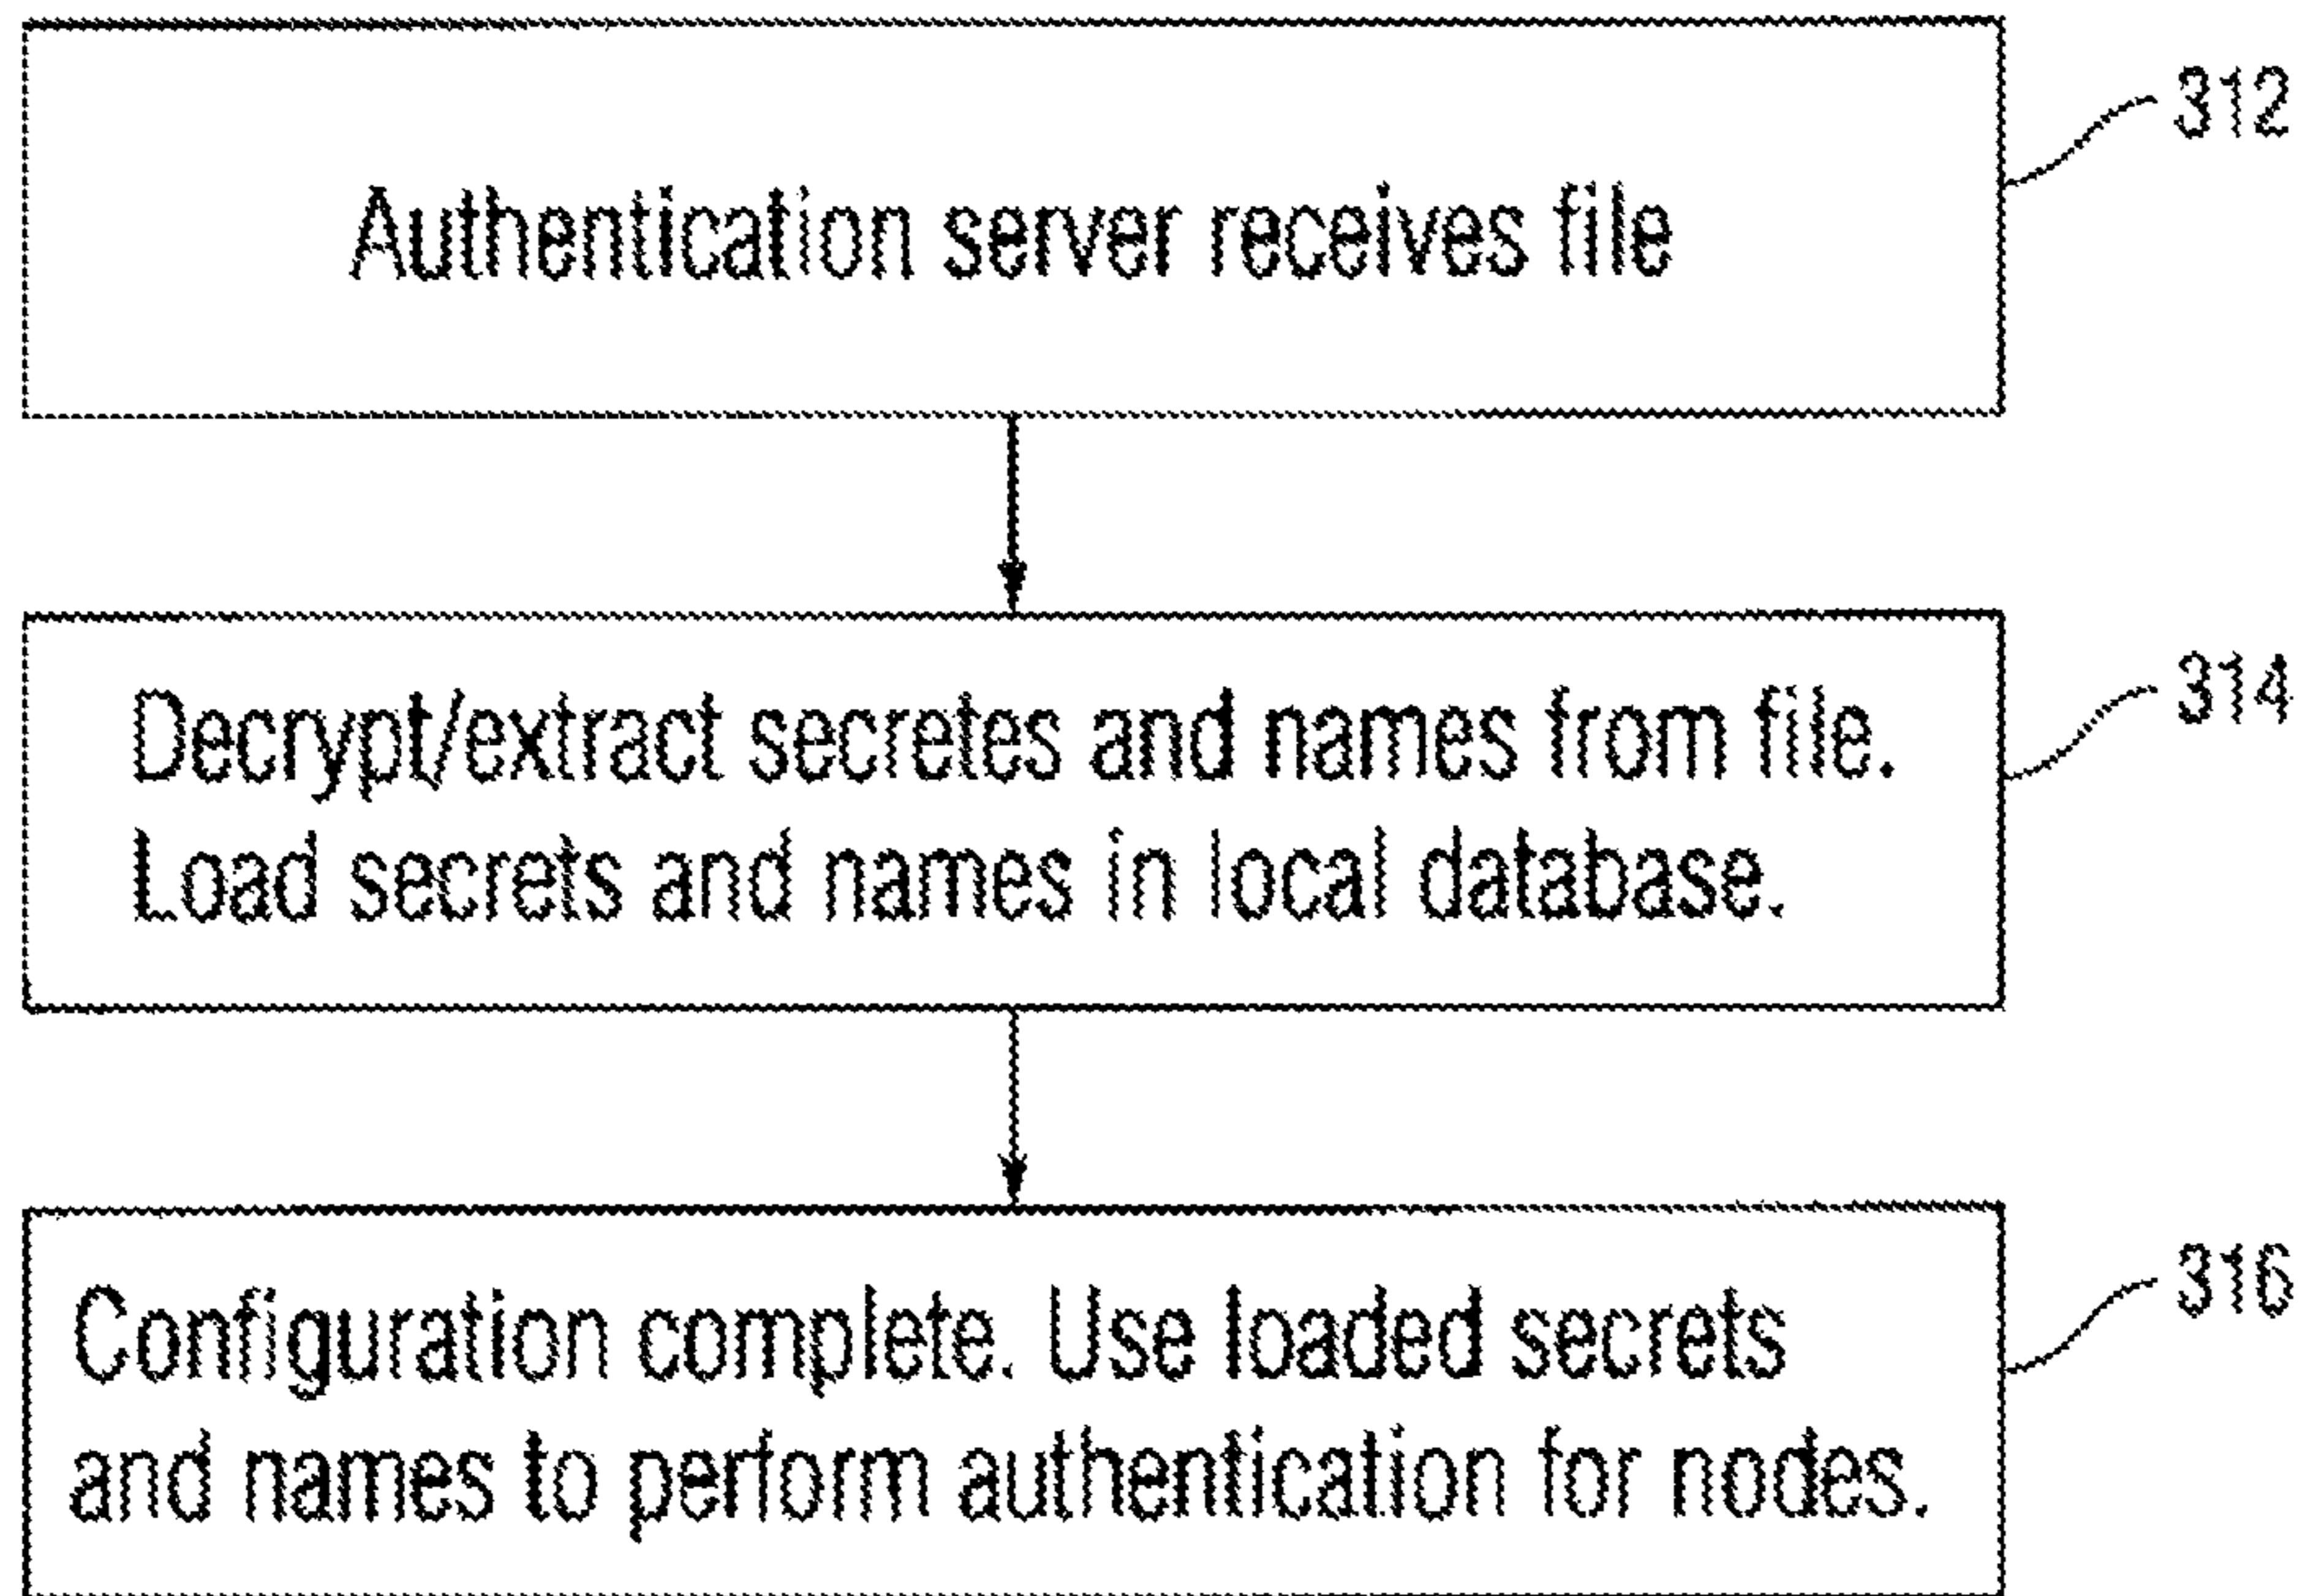 312
Authentication server receives file
314
Decrypt/extract secretes and names from file.
Load secrets and names in local database.
316
Configuration complete. Use loaded secrets
and names to perform authentication for nodes.